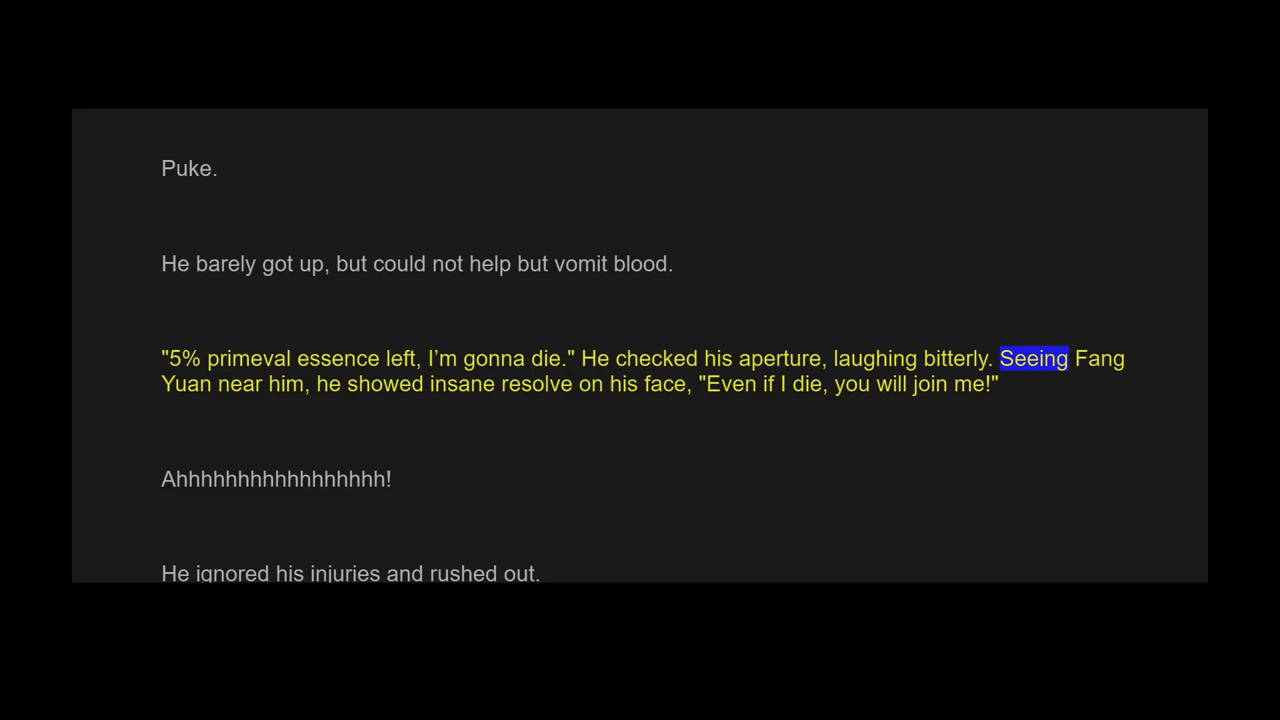 Puke.
He barely got up, but could not help but vomit blood.
"5% primeval essence left, I’m gonna die." He checked his aperture, laughing bitterly. Seeing Fang
Yuan near him, he showed insane resolve on his face, "Even if I die, you will join me!"
Ahhhhhhhhhhhhhhhhh!
He ignored his injuries and rushed out.